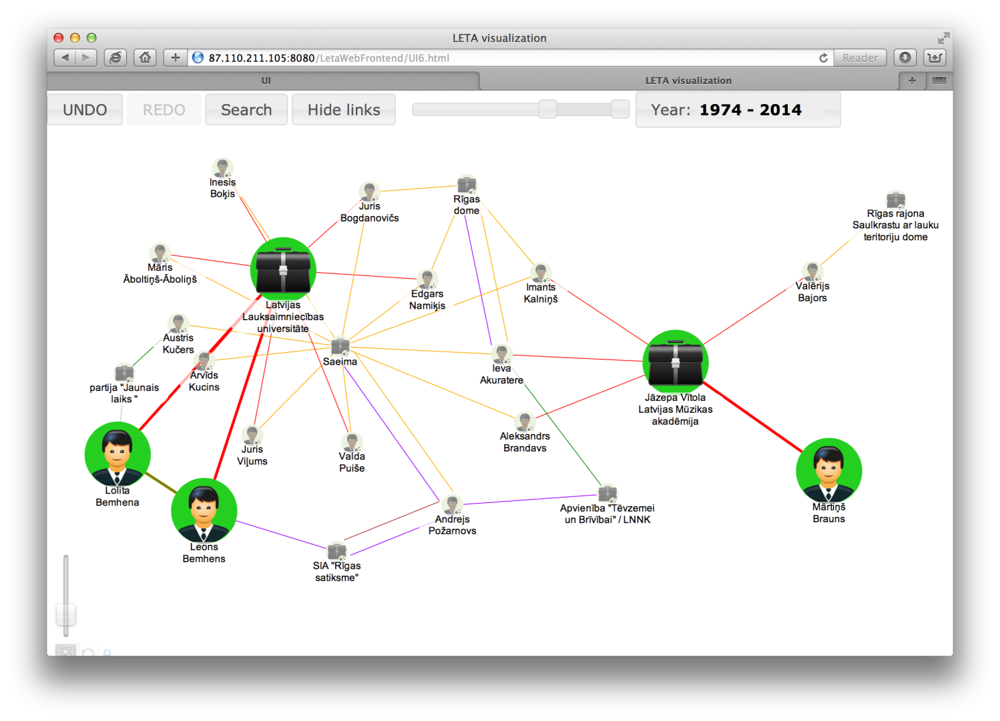 LETA visualization
87.110.211.105:8080/LetaWebFrontend/UI6.html
Reader
UI
LETA visualization
UNDO
REDO
Search
Hide links
Year: 1974 - 2014
Inesis
Boķis
Juris
Bogdanovičs
Rīgas
dome
Rīgas rajona
Saulkrastu ar lauku
teritoriju dome
Māris
Āboltiņš-Āboliņš
Edgars
Namiķis
Imants
Kalniņš
Valērijs
Bajors
Latvijas
Lauksaimniecības
universitāte
Austris
Kučers
Saeima
Arvīds
Kucins
partija "Jaunais
laiks "
Ieva
Akuratere
Jāzepa Vītola
Latvijas Mūzikas
akadēmija
Juris
Viļums
Valda
Puiše
Aleksandrs
Brandavs
Lolita
Bemhena
Leons
Bemhens
Andrejs
Požarnovs
Apvienība "Tēvzemei
un Brīvībai" / LNNK
Mārtiņš
Brauns
SIA "Rīgas
satiksme"